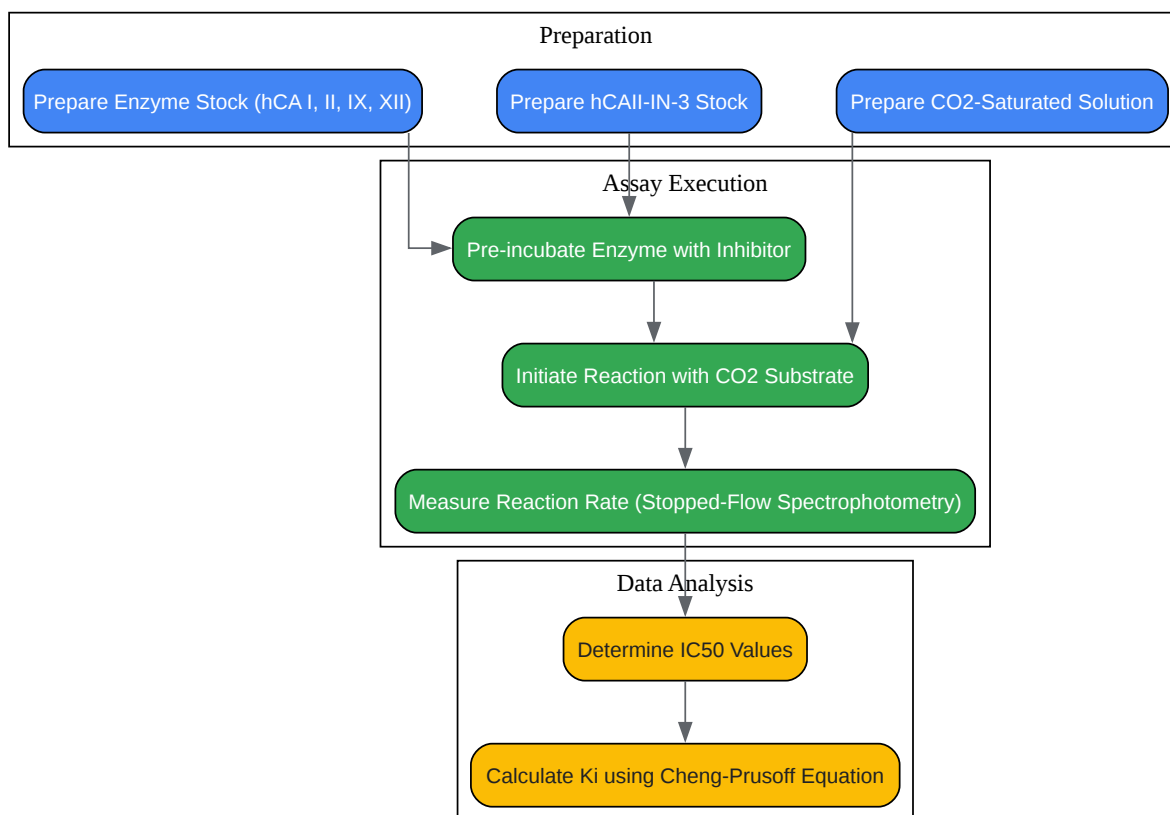 Preparation
Prepare Enzyme Stock (hCA I, II, IX, XII)
Prepare hCAII-IN-3 Stock
Prepare CO2-Saturated Solution
Assay Execution
Pre-incubate Enzyme with Inhibitor
Initiate Reaction with CO2 Substrate
Measure Reaction Rate (Stopped-Flow Spectrophotometry)
Data Analysis
Determine IC50 Values
Calculate Ki using Cheng-Prusoff Equation